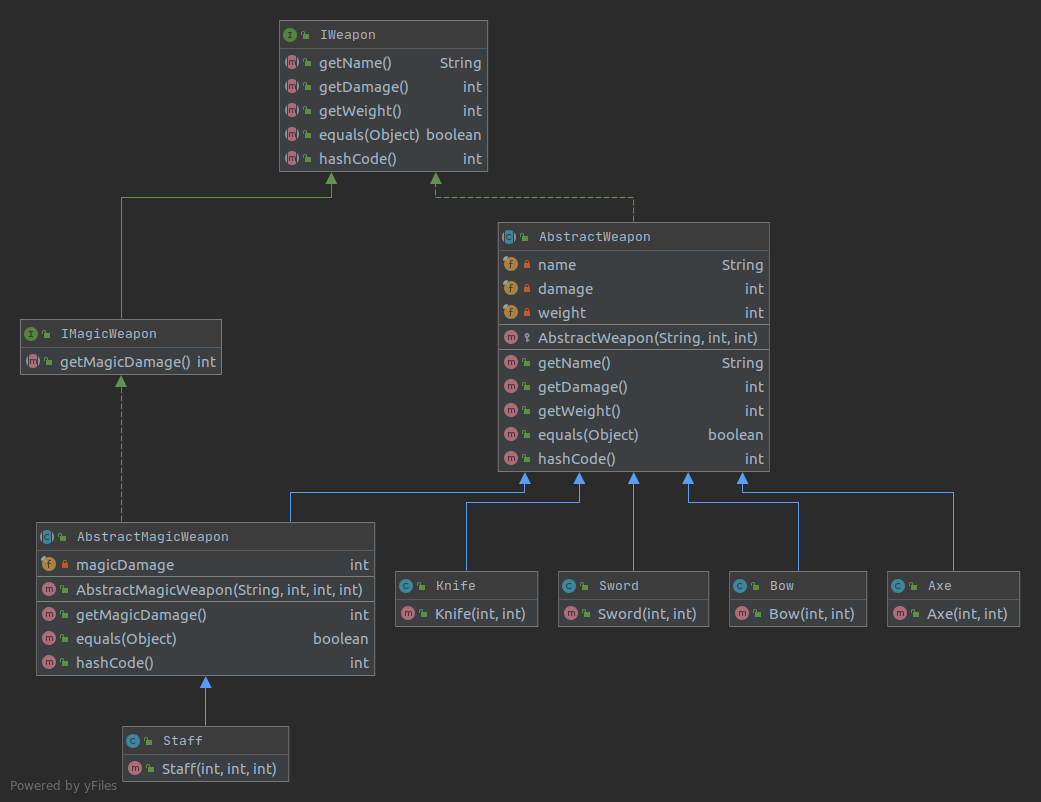 IWeapon
getName() String
getDamage() int
getWeight() int
equals(Object) boolean
hashCode() int
AbstractWeapon
name String
damage int
weight int
AbstractWeapon(String, int, int)
getName() String
getDamage() int
getWeight() int
equals(Object) boolean
hashCode() int
IMagicWeapon
getMagicDamage() int
AbstractMagicWeapon
magicDamage int
AbstractMagicWeapon(String, int, int, int)
getMagicDamage() int
equals(Object) boolean
hashCode() int
Knife
Knife(int, int)
Sword
Sword(int, int)
Bow
Bow(int, int)
Axe
Axe(int, int)
Staff
Staff(int, int, int)
Powered by yFiles